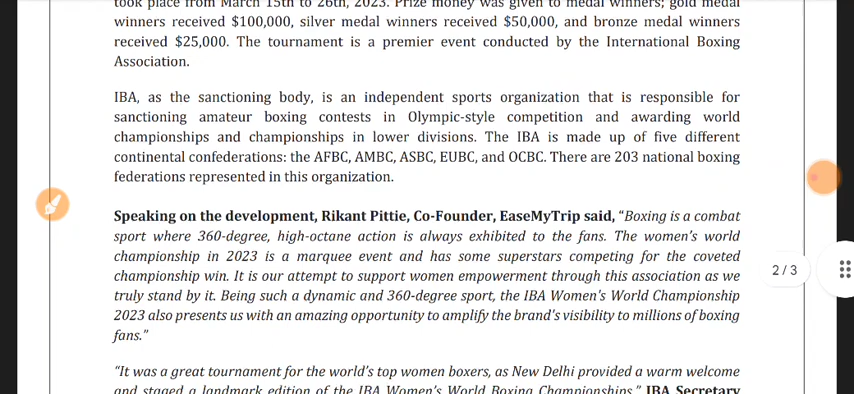 took place from March 15th to 26th, 2023. Prize money was given to medal winners; gold medal
winners received $100,000, silver medal winners received $50,000, and bronze medal winners
received $25,000. The tournament is a premier event conducted by the International Boxing
Association.
IBA, as the sanctioning body, is an independent sports organization that is responsible for
sanctioning amateur boxing contests in Olympic-style competition and awarding world
championships and championships in lower divisions. The IBA is made up of five different
continental confederations: the AFBC, AMBC, ASBC, EUBC, and OCBC. There are 203 national boxing
federations represented in this organization.
Speaking on the development, Rikant Pittie, Co-Founder, EaseMyTrip said, “Boxing is a combat
sport where 360-degree, high-octane action is always exhibited to the fans. The women’s world
championship in 2023 is a marquee event and has some superstars competing for the coveted
championship win. It is our attempt to support women empowerment through this association as we
truly stand by it. Being such a dynamic and 360-degree sport, the IBA Women’s World Championship
2023 also presents us with an amazing opportunity to amplify the brand's visibility to millions of boxing
fans.”
2 / 3
“It was a great tournament for the world’s top women boxers, as New Delhi provided a warm welcome
and staged a landmark edition of the IBA Women’s World Boxing Championships,” IBA Secretary